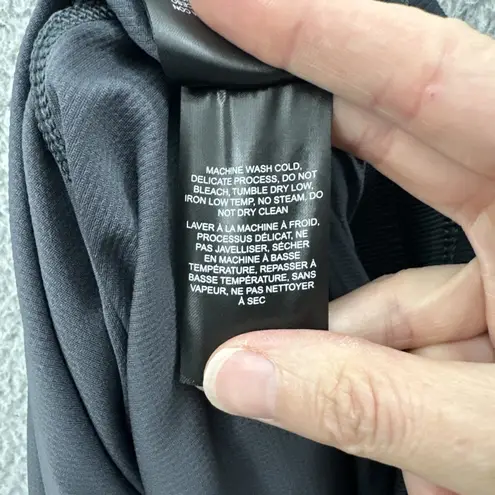 MACHINE WASH COLD,
DELICATE PROCESS, DO NOT
BLEACH, TUMBLE DRY LOW,
IRON LOW TEMP, NO STEAM. DO
NOT DRY CLEAN
LAVER À LA MACHINE À FROID,
PROCESSUS DÉLICAT, NE
PAS JAVELLISER, SÉCHER
EN MACHINE À BASSE
TEMPÉRATURE, REPASSER À
BASSE TEMPÉRATURE, SANS
VAPEUR, NE PAS NETTOYER
À SEC